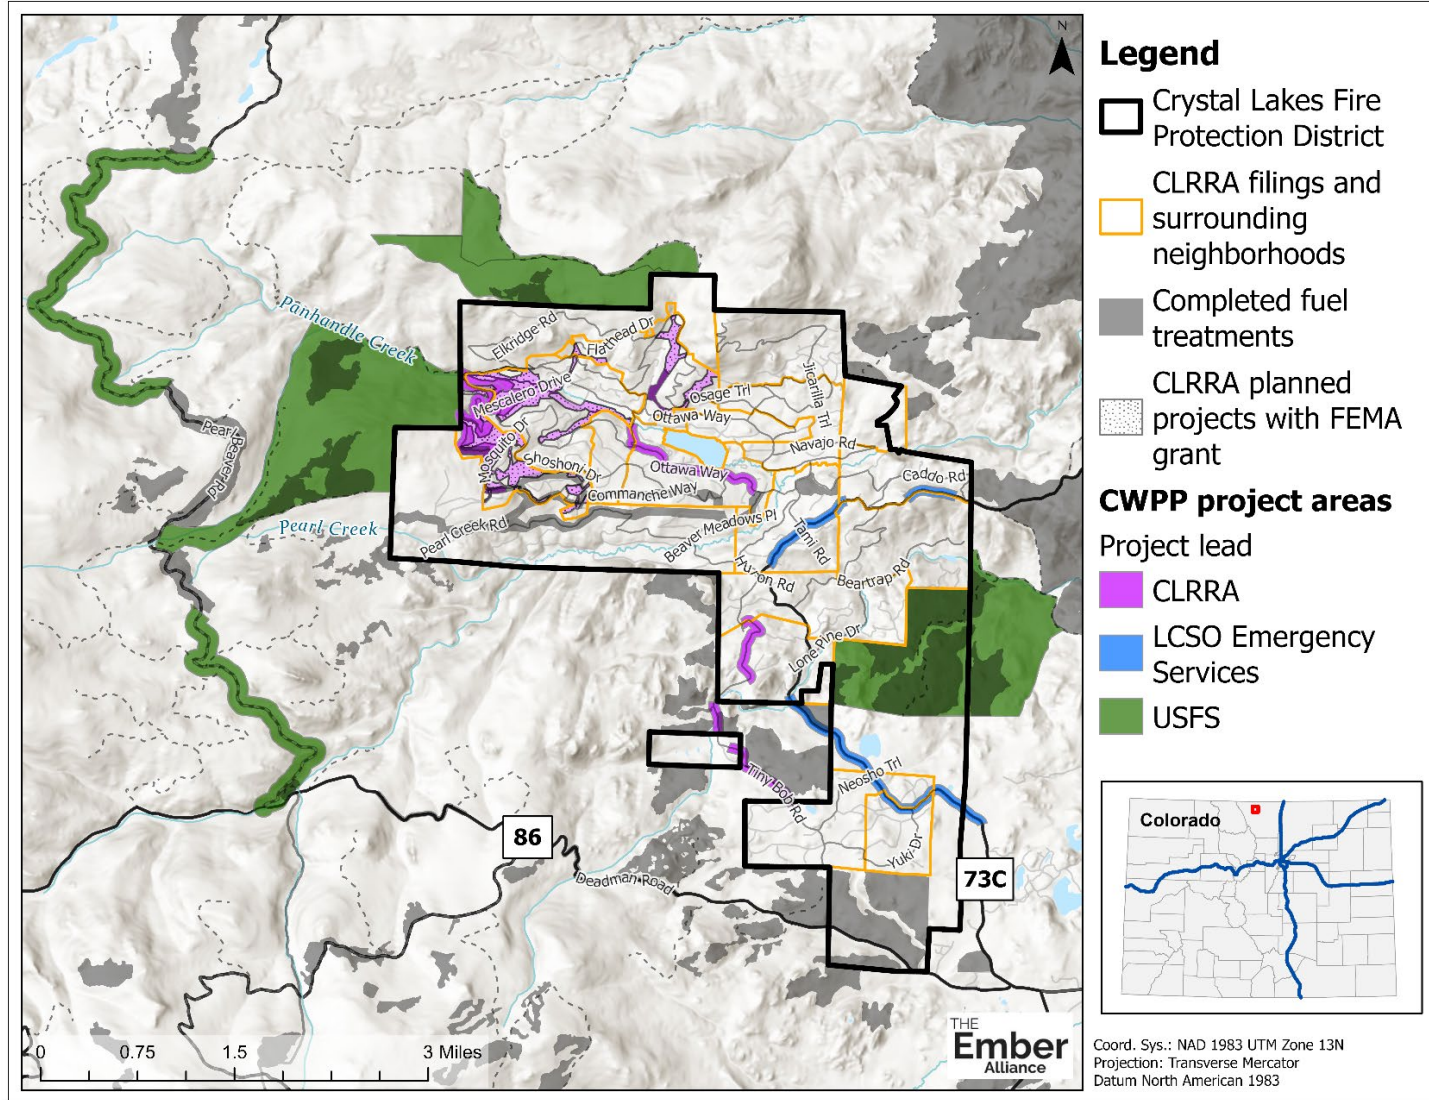 N
Elkridge Rd
Flathead Dr
Panhandle Creek
Mescalero Drive
Osage Trl
Jicarilla Trl
Ottawa Way
Pearl Beaver Rd
Mosquito Dr
Navajo Rd
Shoshoni Dr
Ottawa Way
Caddo Rd
Commanche Way
Pearl Creek
Pearl Creek Rd
Beaver Meadows Pl
Tami Rd
Huron Rd
Beartrap Rd
Lone Pine Dr
Neosho Trl
Tiny Bob Rd
Yuki Dr
86
73C
Deadman Road
0 0.75 1.5 3 Miles
THE
Ember
Alliance
Legend
Crystal Lakes Fire
Protection District
CLRRA filings and
surrounding
neighborhoods
Completed fuel
treatments
CLRRA planned
projects with FEMA
grant
CWPP project areas
Project lead
CLRRA
LCSO Emergency
Services
USFS
Colorado
Coord. Sys.: NAD 1983 UTM Zone 13N
Projection: Transverse Mercator
Datum North American 1983